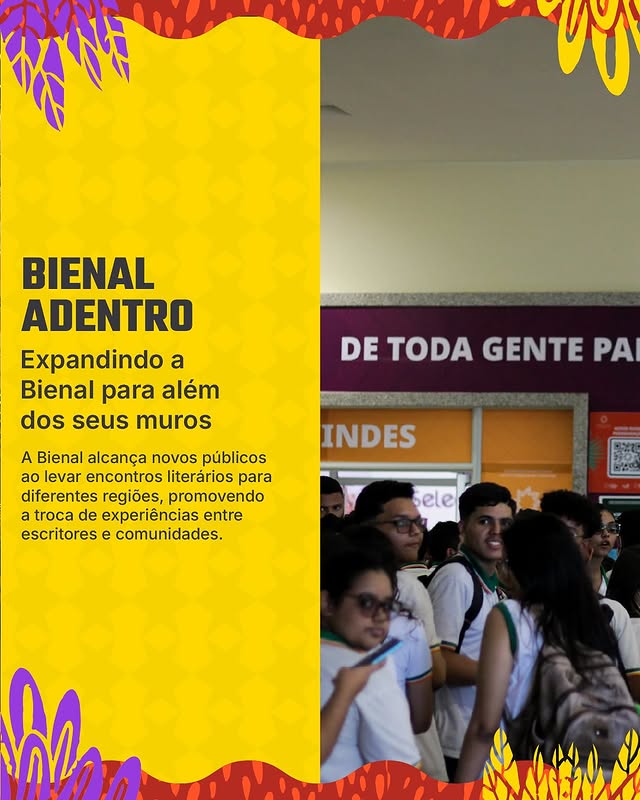 BIENAL
ADENTRO
Expandindo a
Bienal para além
dos seus muros
A Bienal alcança novos públicos
ao levar encontros literários para
diferentes regiões, promovendo
a troca de experiências entre
escritores e comunidades.
DE TODA GENTE PA
INDES